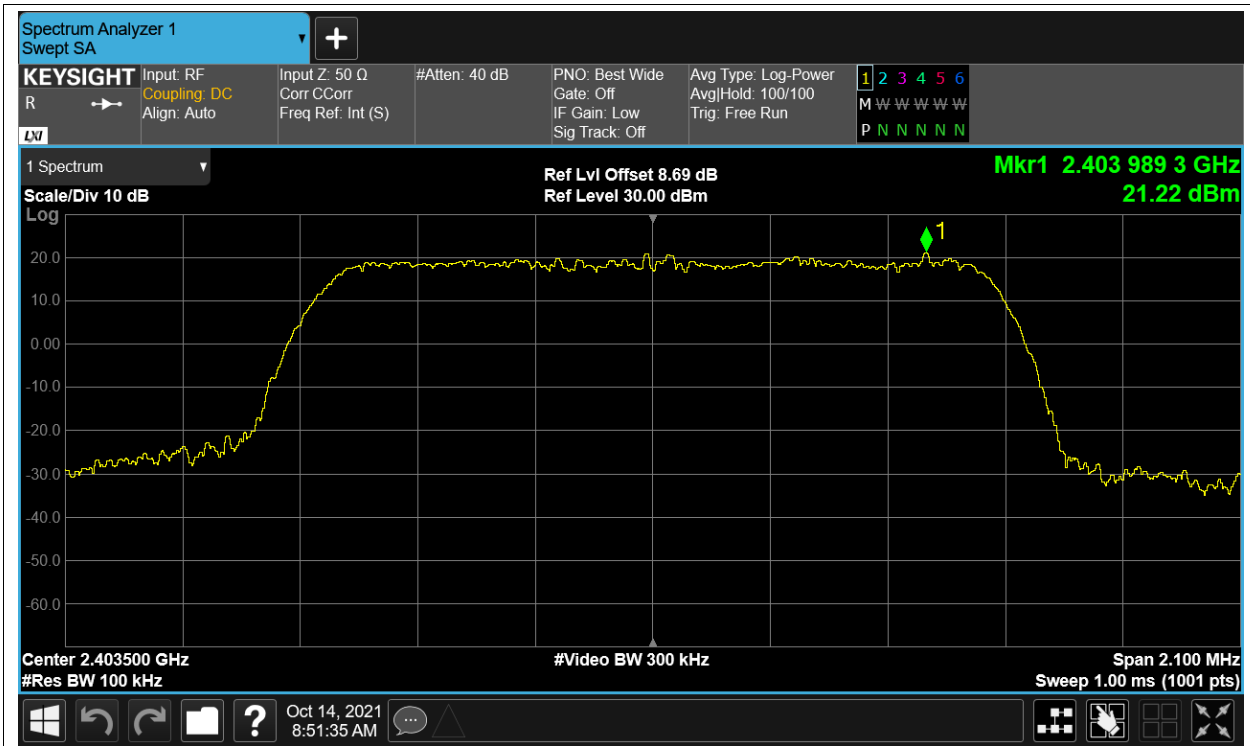 Spectrum Analyzer 1
Swept SA
KEYSIGHT
R
LXI
Input: RF
Coupling: DC
Align: Auto
Input Z: 50 Ω
Corr CCorr
Freq Ref: Int (S)
#Atten: 40 dB
PNO: Best Wide
Gate: Off
IF Gain: Low
Sig Track: Off
Avg Type: Log-Power
Avg|Hold: 100/100
Trig: Free Run
1 2 3 4 5 6
M W W W W W
P N N N N N
1 Spectrum
Scale/Div 10 dB
Log
Ref Lvl Offset 8.69 dB
Ref Level 30.00 dBm
Mkr1 2.403 989 3 GHz
21.22 dBm
1
20.0
10.0
0.00
-10.0
-20.0
-30.0
-40.0
-50.0
-60.0
Center 2.403500 GHz
#Video BW 300 kHz
Span 2.100 MHz
#Res BW 100 kHz
Sweep 1.00 ms (1001 pts)
?
Oct 14, 2021
8:51:35 AM